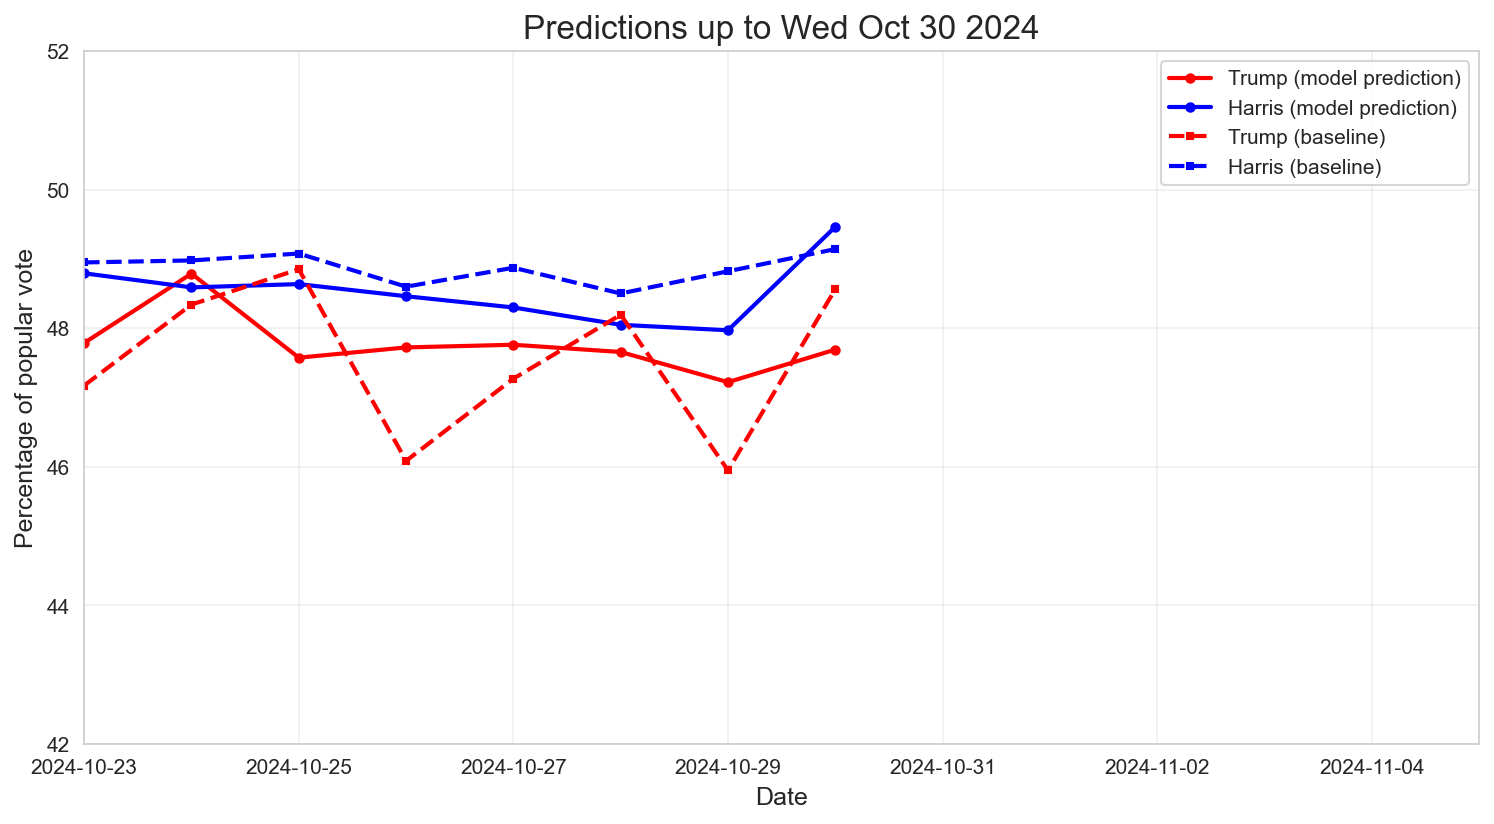 Predictions up to Wed Oct 30 2024
Trump (model prediction)
Harris (model prediction)
Trump (baseline)
Harris (baseline)
Percentage of popular vote
52
50
48
46
44
42
2024-10-23
2024-10-25
2024-10-27
2024-10-29
2024-10-31
2024-11-02
2024-11-04
Date